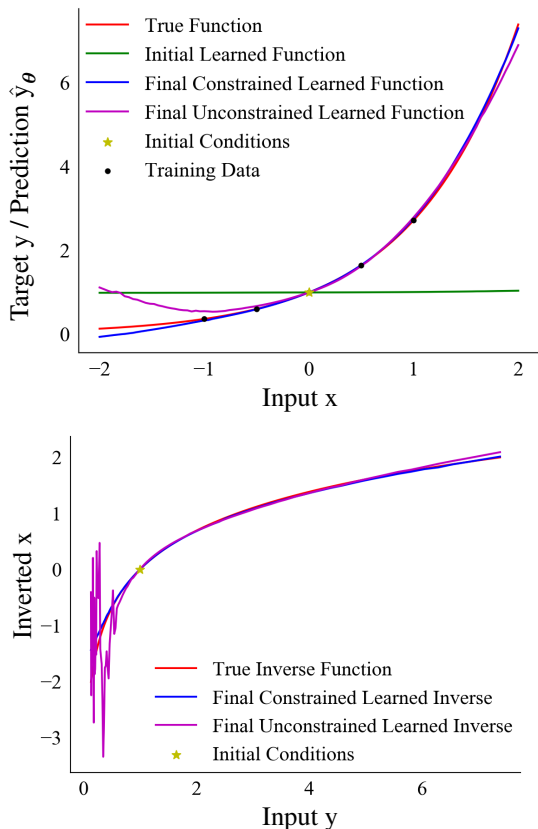 True Function
Initial Learned Function
Final Constrained Learned Function
Final Unconstrained Learned Function
Initial Conditions
Training Data
Target y / Prediction ŷ_θ
6
4
2
0
−2
−1
0
1
2
Input x
2
1
0
−1
−2
−3
Inverted x
True Inverse Function
Final Constrained Learned Inverse
Final Unconstrained Learned Inverse
Initial Conditions
0
2
4
6
Input y